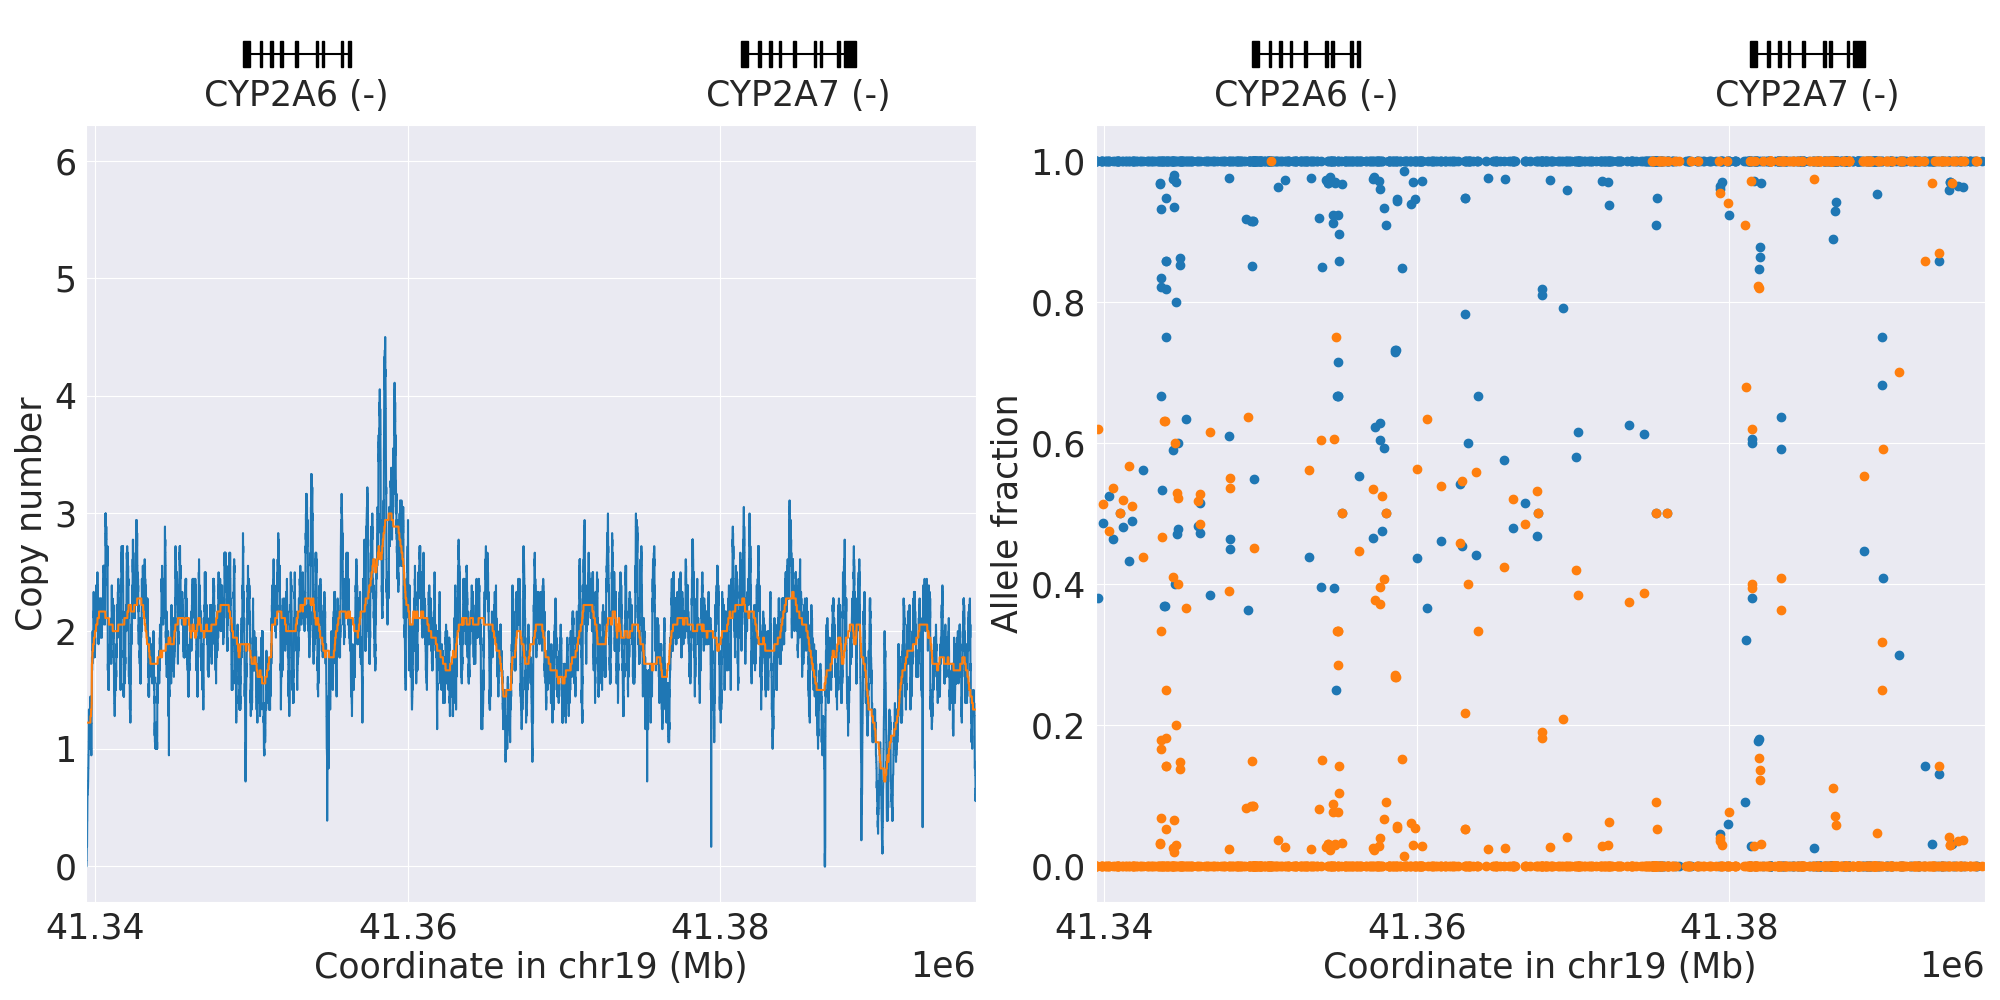 CYP2A6 (-)
CYP2A7 (-)
6
5
4
3
2
1
0
Copy number
41.34
41.36
41.38
Coordinate in chr19 (Mb)
1e6
CYP2A6 (-)
CYP2A7 (-)
1.0
0.8
0.6
0.4
0.2
0.0
Allele fraction
41.34
41.36
41.38
Coordinate in chr19 (Mb)
1e6